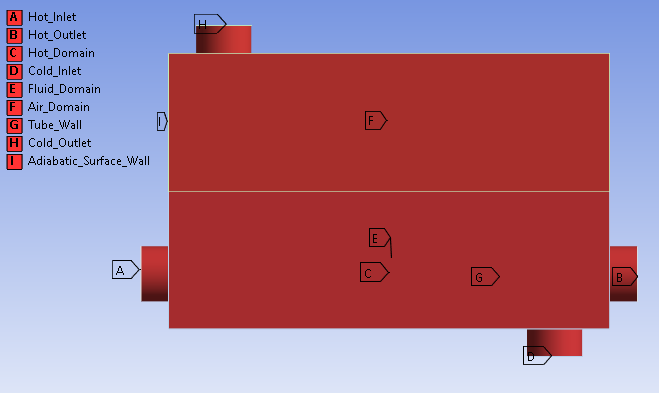 A Hot_Inlet
B Hot_Outlet
C Hot_Domain
D Cold_Inlet
E Fluid_Domain
F Air_Domain
G Tube_Wall
H Cold_Outlet
I Adiabatic_Surface_Wall
H
I
F
E
A
C
G
B
D